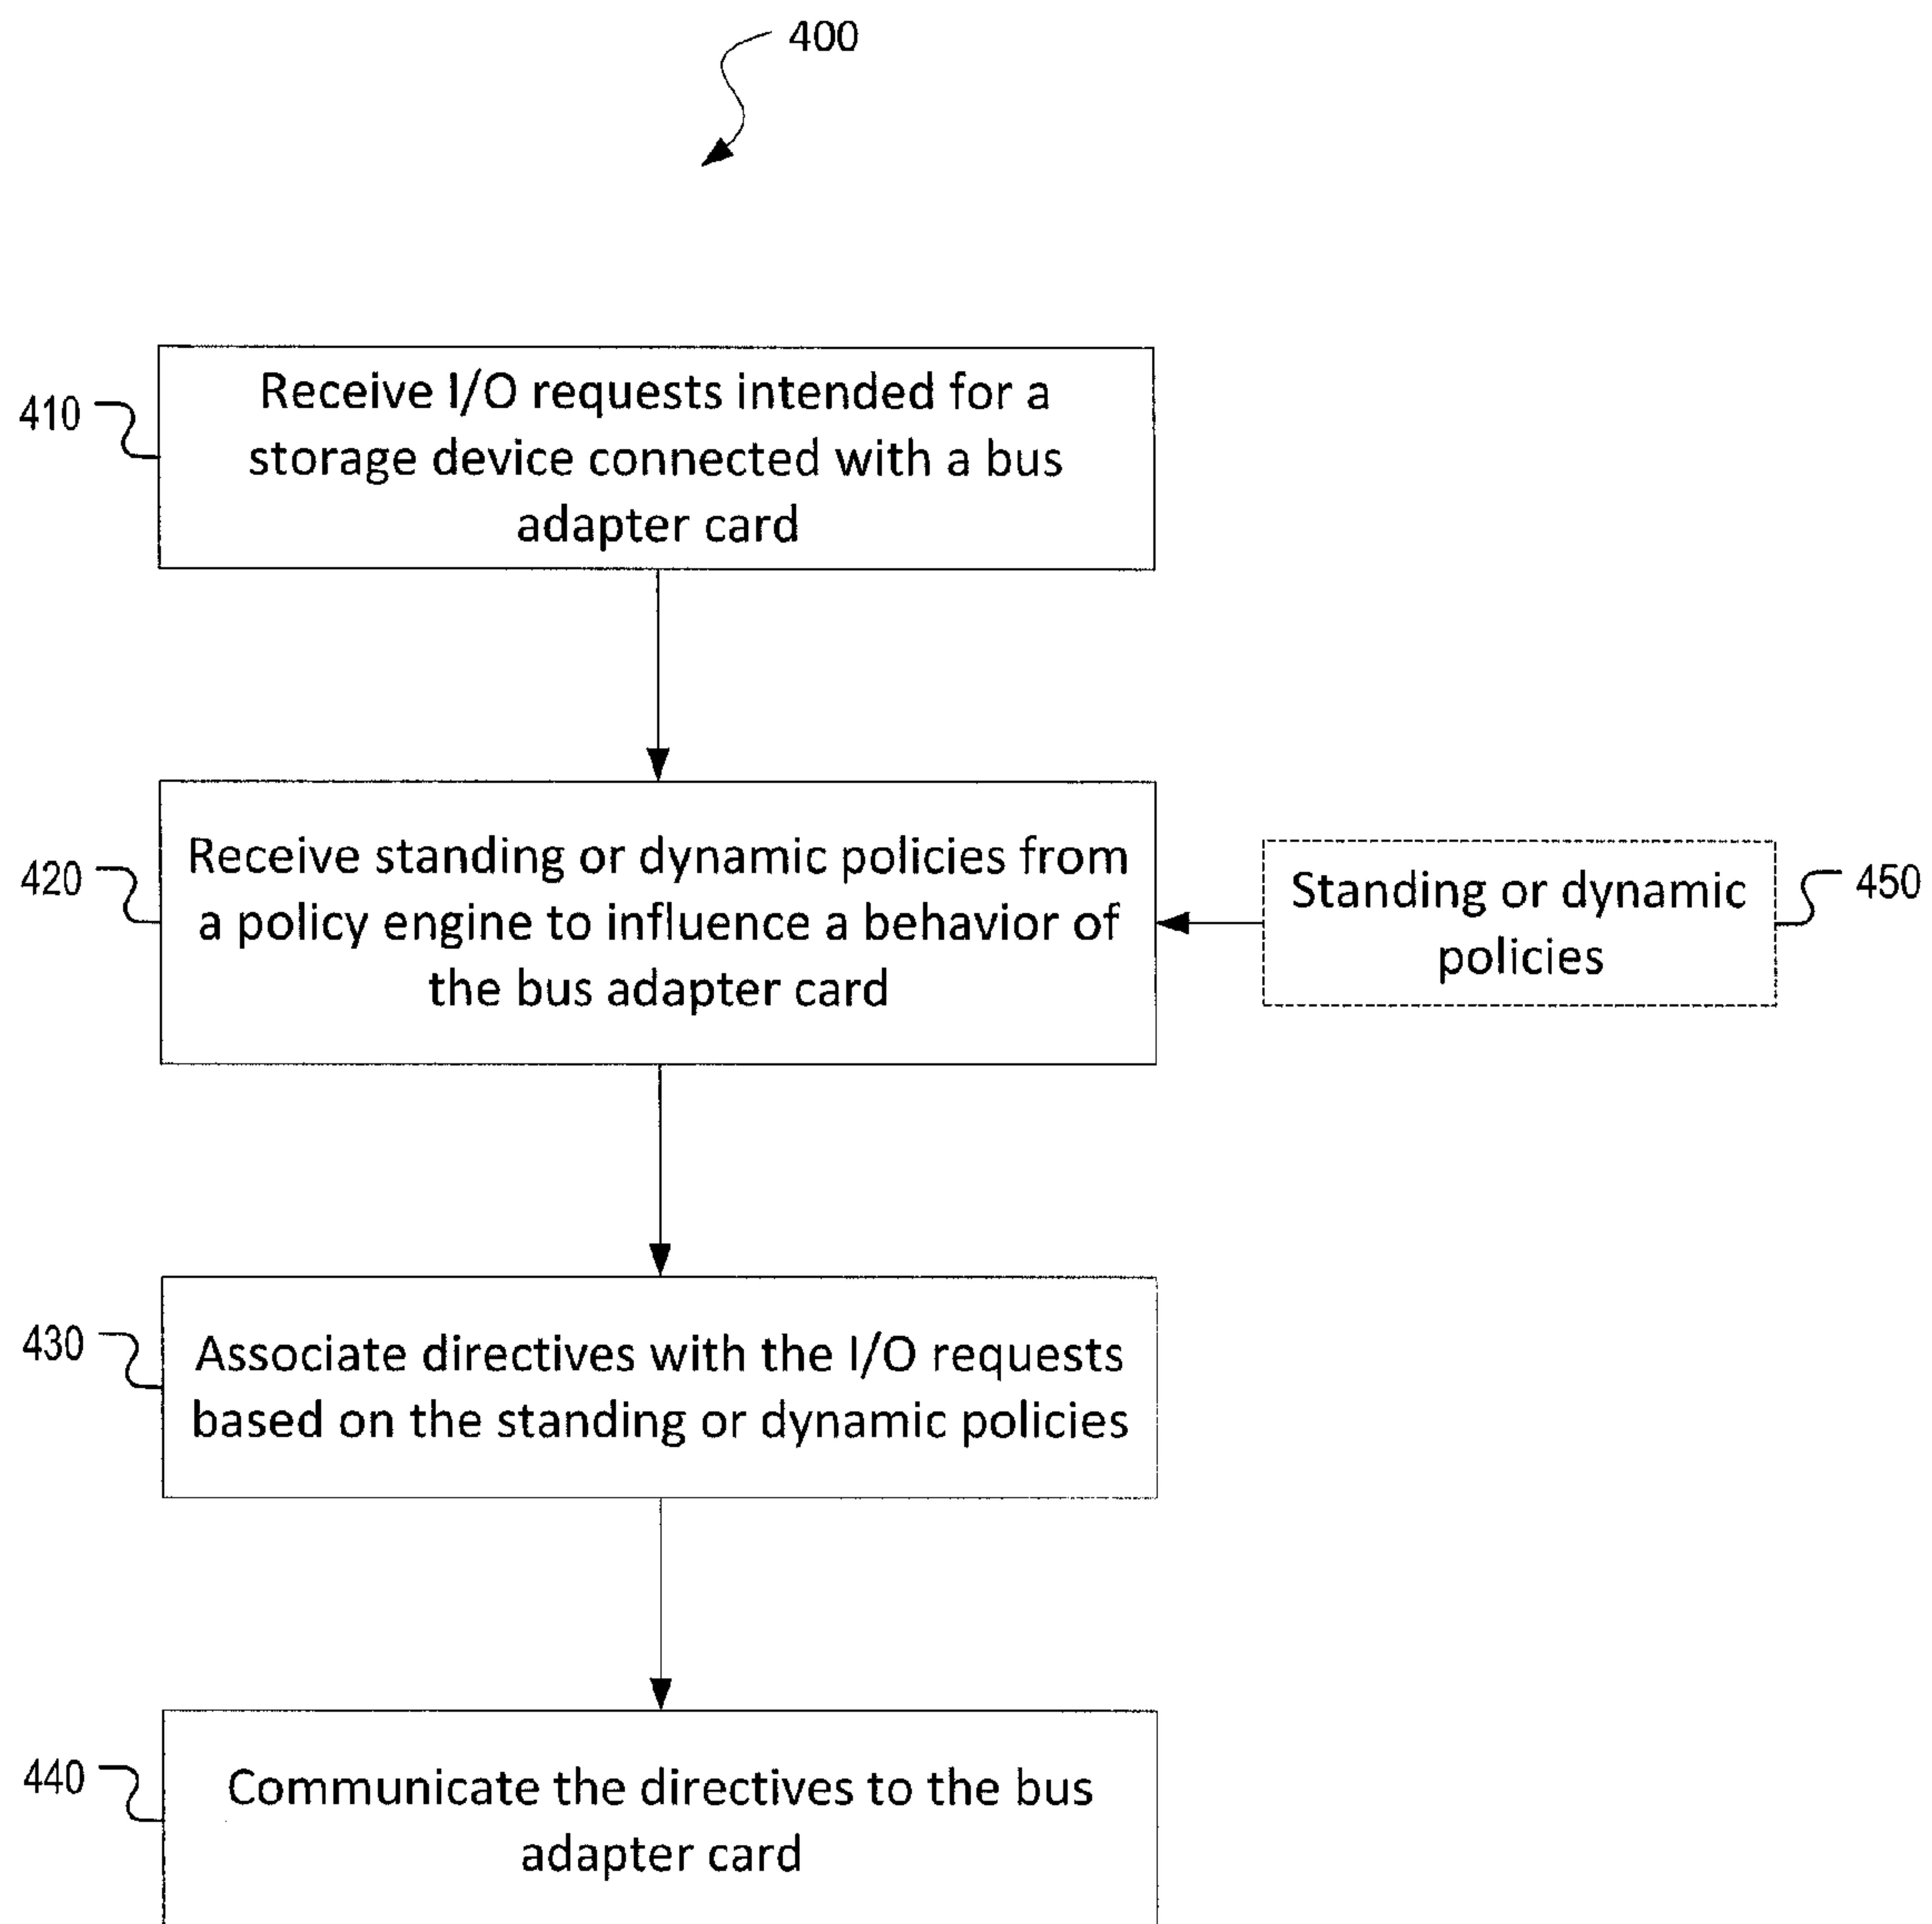 400
410
Receive I/O requests intended for a
storage device connected with a bus
adapter card
420
Receive standing or dynamic policies from
a policy engine to influence a behavior of
the bus adapter card
Standing or dynamic
policies
450
430
Associate directives with the I/O requests
based on the standing or dynamic policies
440
Communicate the directives to the bus
adapter card